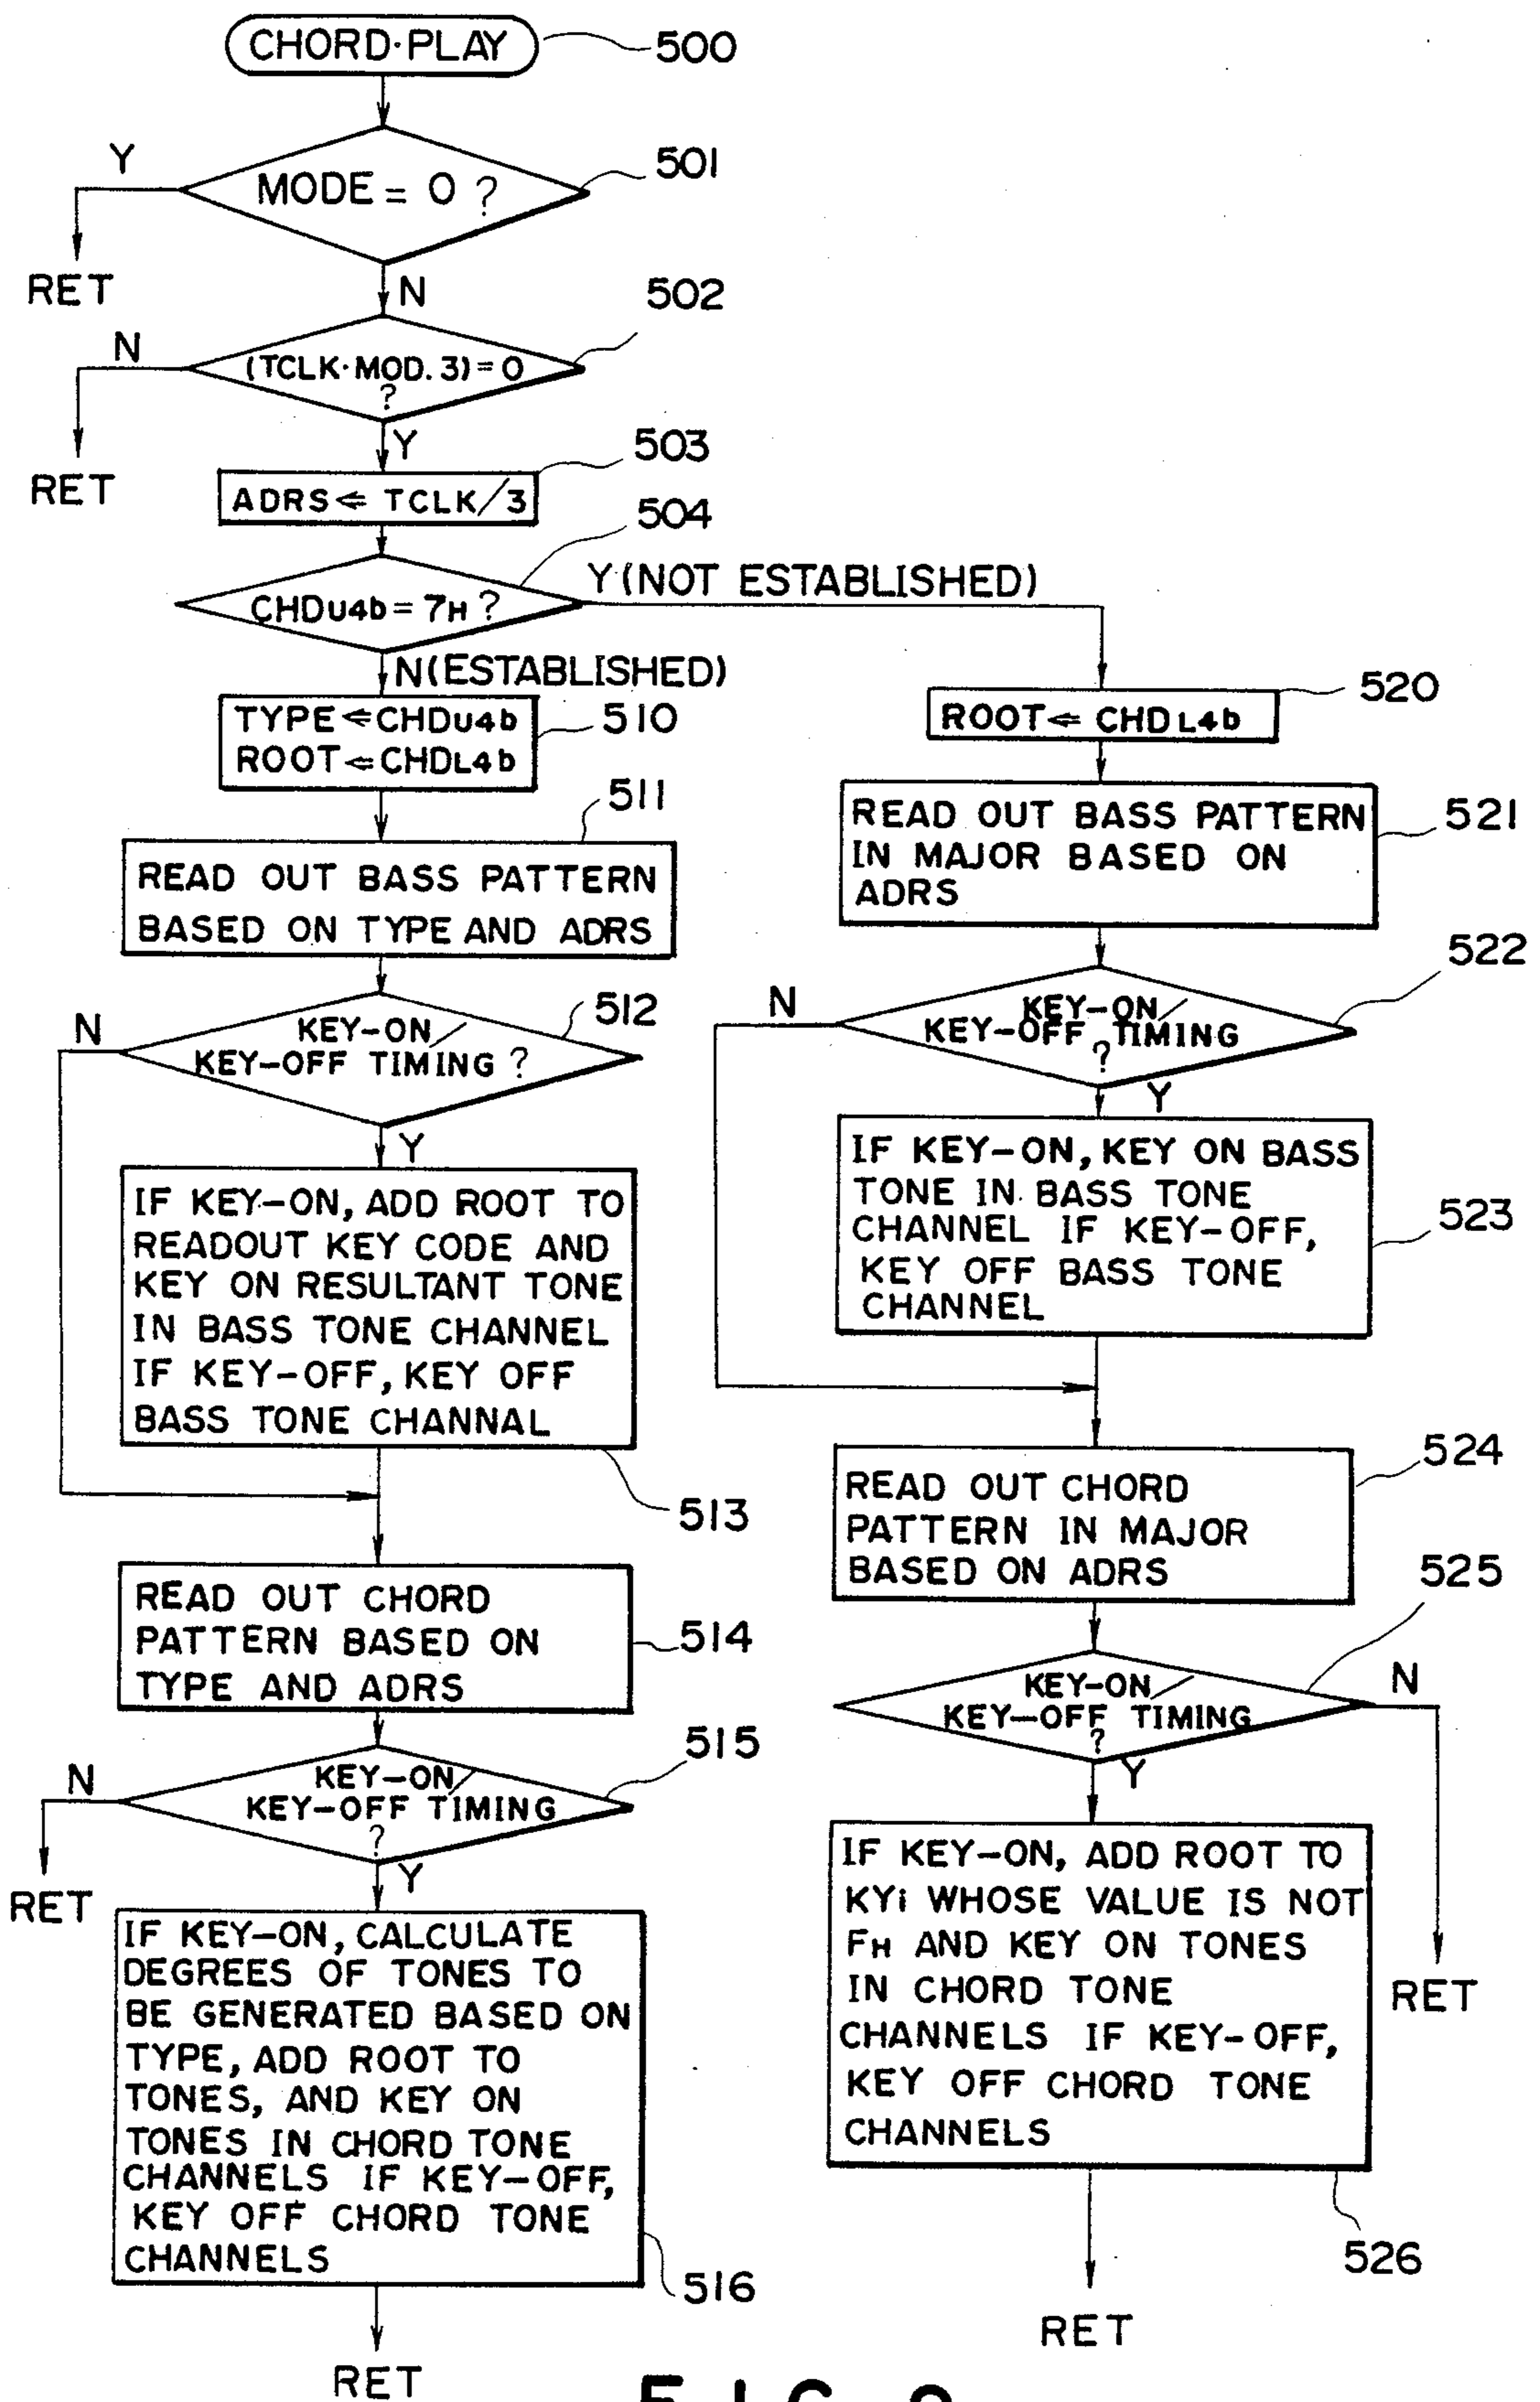 CHORD·PLAY
500
MODE = 0 ?
501
Y
RET
N
502
(TCLK·MOD. 3) = 0
?
N
RET
Y
503
ADRS ⇐ TCLK/3
504
CHDU4b = 7H ?
Y (NOT ESTABLISHED)
N(ESTABLISHED)
TYPE ⇐ CHDU4b
ROOT ⇐ CHDL4b
510
511
READ OUT BASS PATTERN
BASED ON TYPE AND ADRS
KEY-ON/
KEY-OFF TIMING ?
512
N
Y
IF KEY-ON, ADD ROOT TO
READOUT KEY CODE AND
KEY ON RESULTANT TONE
IN BASS TONE CHANNEL
IF KEY-OFF, KEY OFF
BASS TONE CHANNAL
513
READ OUT CHORD
PATTERN BASED ON
TYPE AND ADRS
514
KEY-ON/
KEY-OFF TIMING
?
515
N
RET
Y
IF KEY-ON, CALCULATE
DEGREES OF TONES TO
BE GENERATED BASED ON
TYPE, ADD ROOT TO
TONES, AND KEY ON
TONES IN CHORD TONE
CHANNELS IF KEY-OFF,
KEY OFF CHORD TONE
CHANNELS
516
RET
520
ROOT ⇐ CHDL4b
READ OUT BASS PATTERN
IN MAJOR BASED ON
ADRS
521
522
KEY-ON/
KEY-OFF TIMING
?
N
Y
IF KEY-ON, KEY ON BASS
TONE IN BASS TONE
CHANNEL IF KEY-OFF,
KEY OFF BASS TONE
CHANNEL
523
524
READ OUT CHORD
PATTERN IN MAJOR
BASED ON ADRS
525
KEY-ON/
KEY-OFF TIMING
?
N
RET
Y
IF KEY-ON, ADD ROOT TO
KYi WHOSE VALUE IS NOT
FH AND KEY ON TONES
IN CHORD TONE
CHANNELS IF KEY-OFF,
KEY OFF CHORD TONE
CHANNELS
526
RET